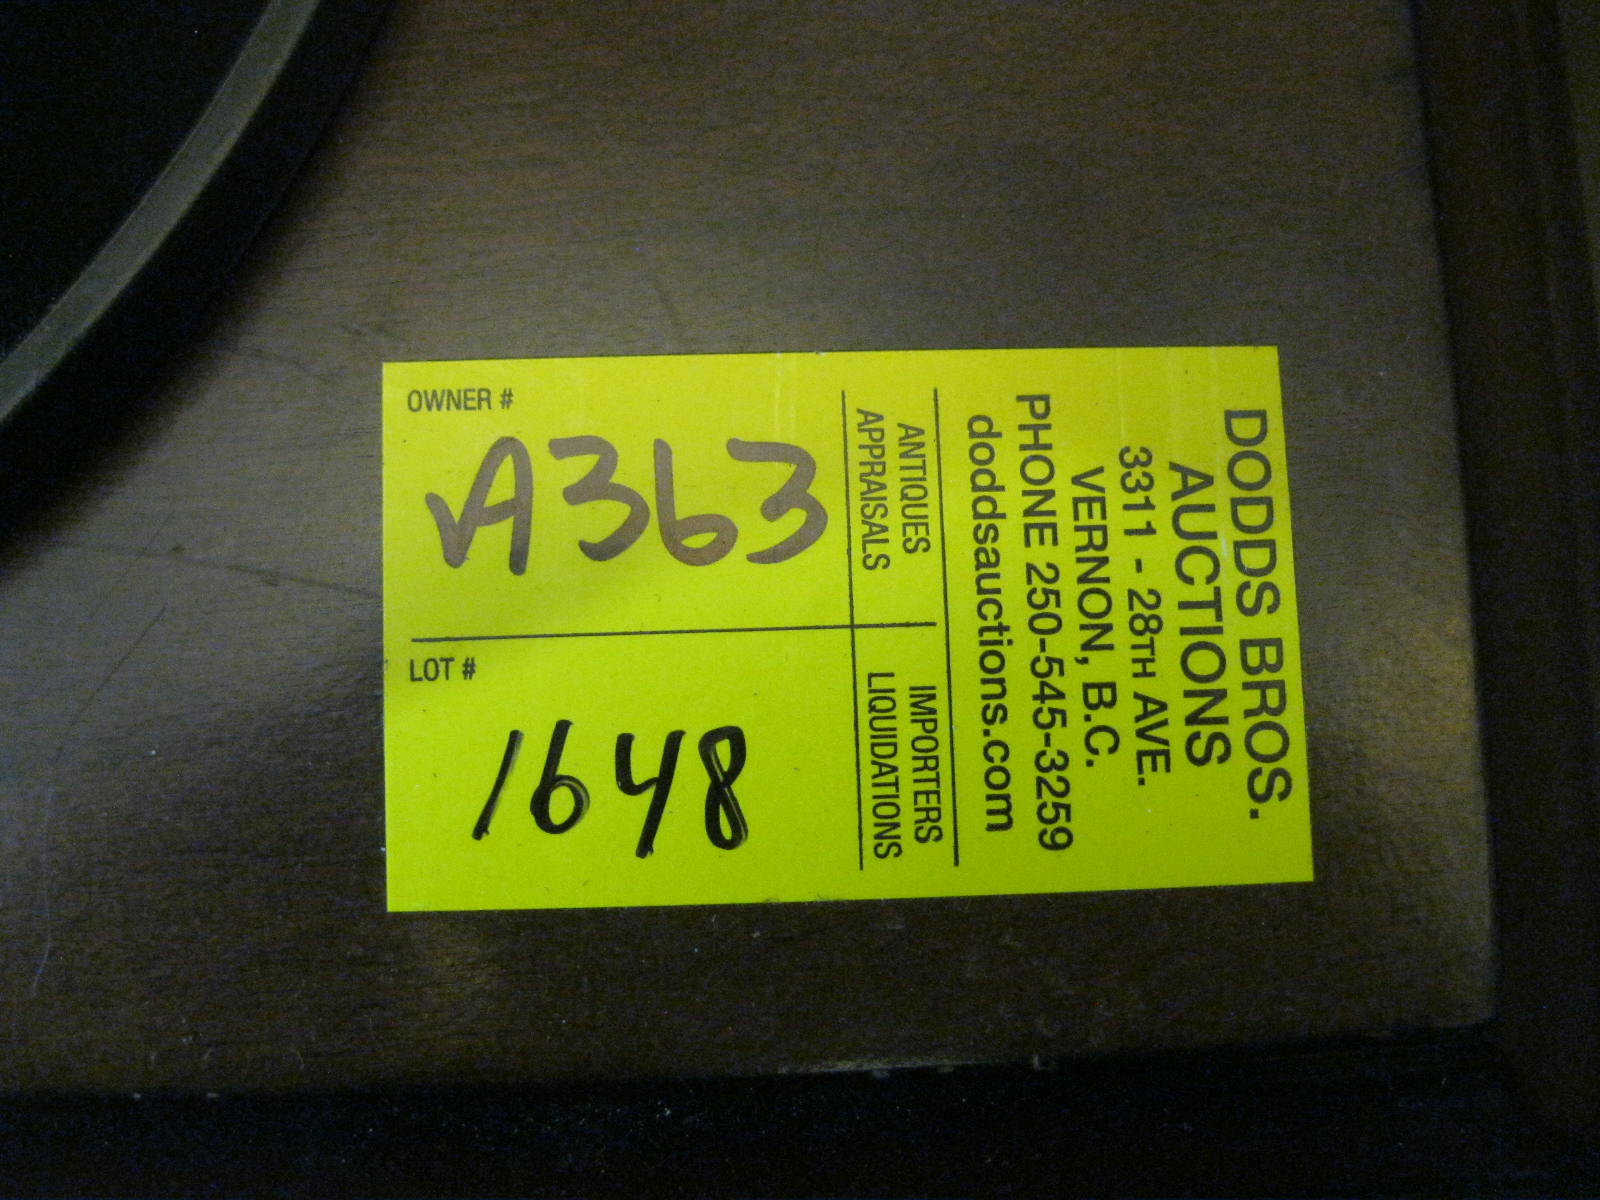 DODDS BROS.
AUCTIONS
3311 - 28TH AVE.
VERNON, B.C.
PHONE 250-545-3259
doddsauctions.com
ANTIQUES
APPRAISALS
IMPORTERS
LIQUIDATIONS
OWNER #
A363
LOT #
1648